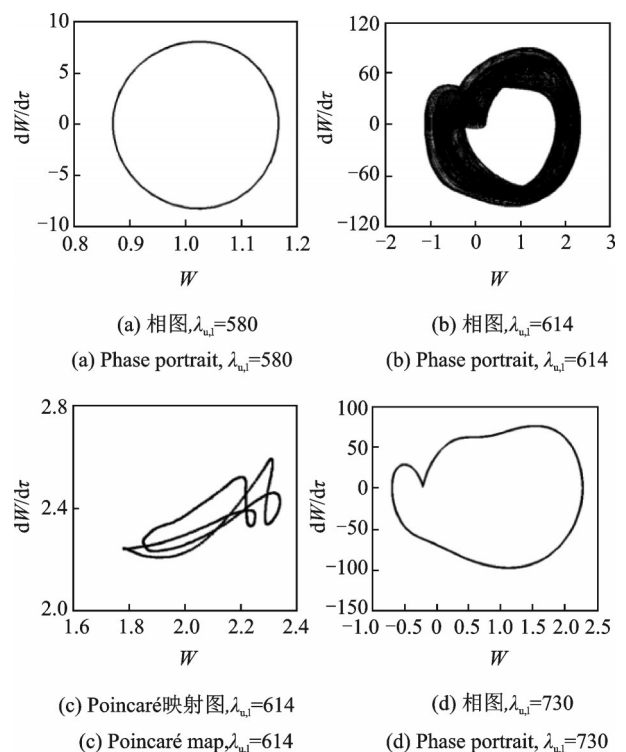 10
5
0
−5
−10
dW/dτ
0.8 0.9 1.0 1.1 1.2
W
(a) 相图,λu,l=580
(a) Phase portrait, λu,l=580
120
60
0
−60
−120
dW/dτ
−2 −1 0 1 2 3
W
(b) 相图,λu,l=614
(b) Phase portrait, λu,l=614
2.8
2.4
2.0
dW/dτ
1.6 1.8 2.0 2.2 2.4
W
(c) Poincaré映射图,λu,l=614
(c) Poincaré map,λu,l=614
100
50
0
−50
−100
−150
dW/dτ
−1.0 −0.5 0 0.5 1.0 1.5 2.0 2.5
W
(d) 相图,λu,l=730
(d) Phase portrait, λu,l=730